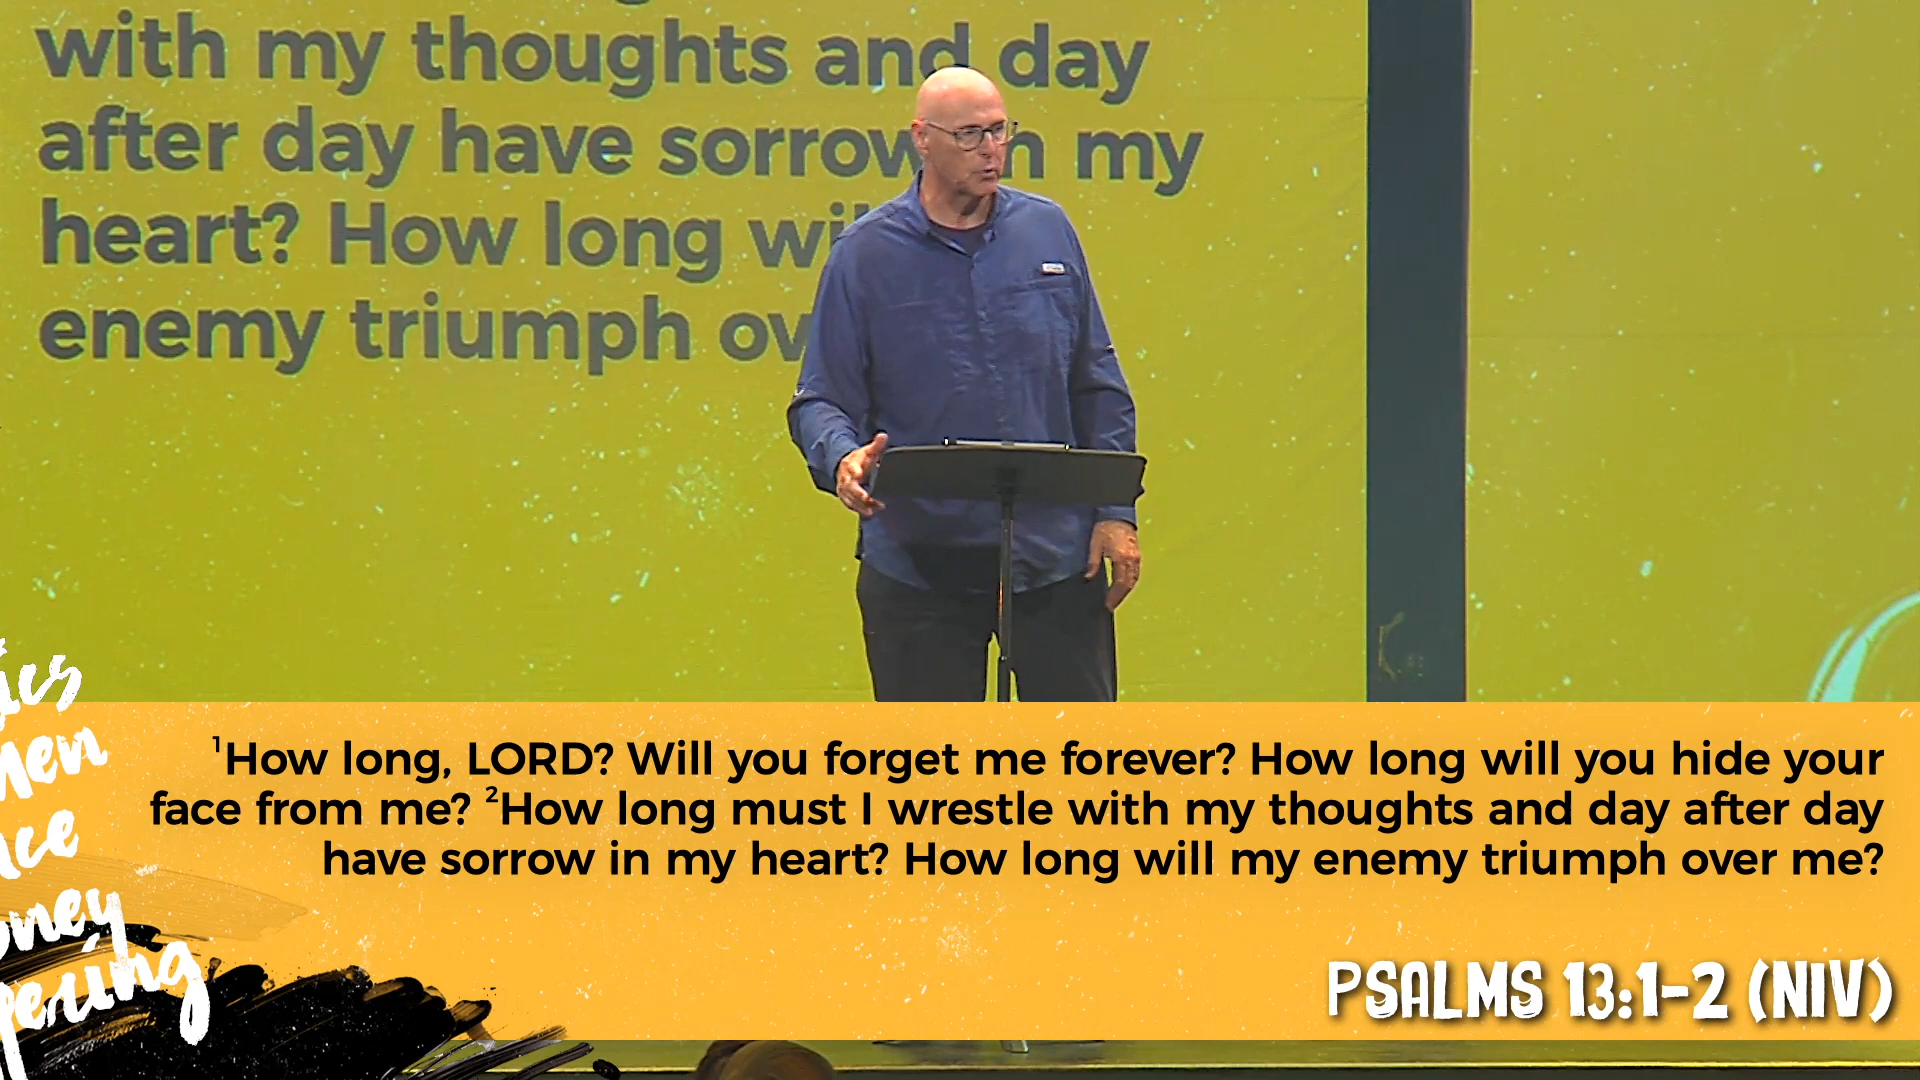 with my thoughts and day
after day have sorrow my
heart? How long
enemy triumph
¹How long, LORD? Will you forget me forever? How long will you hide your
face from me? ²How long must I wrestle with my thoughts and day after day
have sorrow in my heart? How long will my enemy triumph over me?
PSALMS 13:1-2 (NIV)